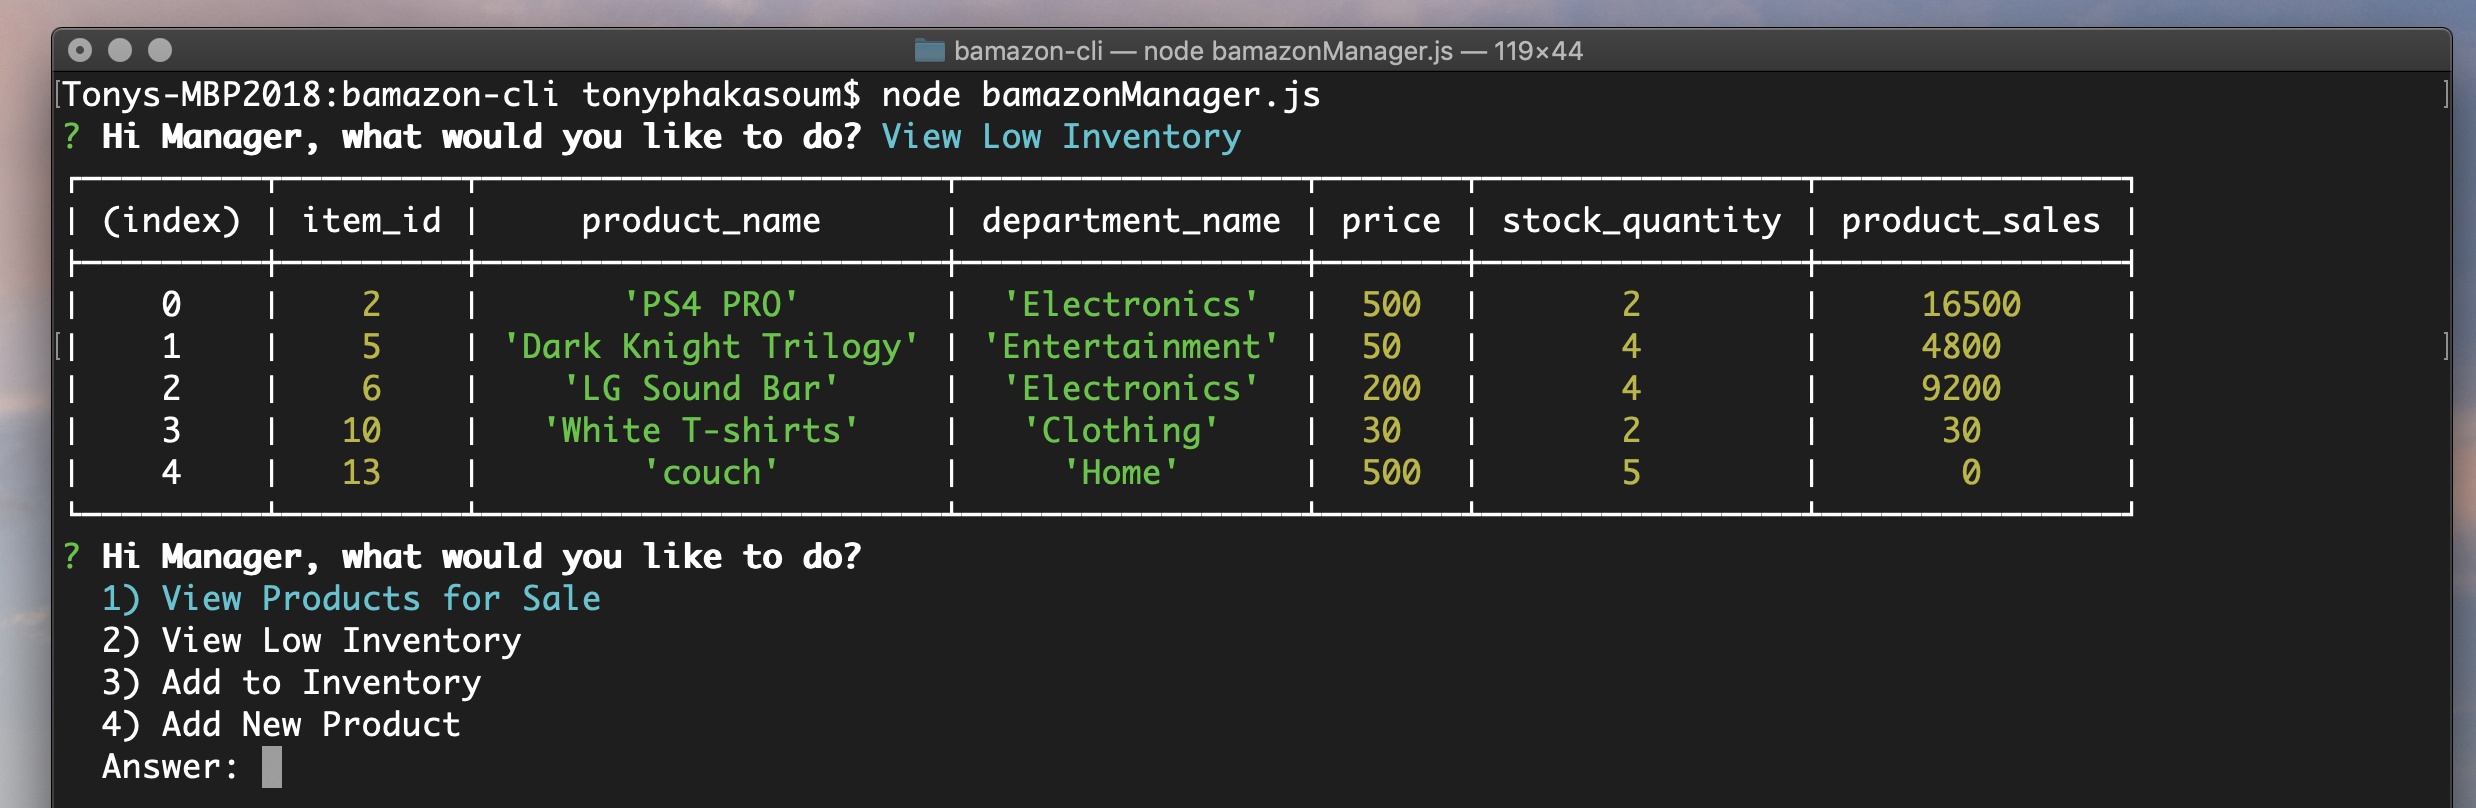 bamazon-cli — node bamazonManager.js — 119×44
[Tonys-MBP2018:bamazon-cli tonyphakasoum$ node bamazonManager.js ]
? Hi Manager, what would you like to do? View Low Inventory
(index) item_id product_name department_name price stock_quantity product_sales
0 2 'PS4 PRO' 'Electronics' 500 2 16500
1 5 'Dark Knight Trilogy' 'Entertainment' 50 4 4800
2 6 'LG Sound Bar' 'Electronics' 200 4 9200
3 10 'White T-shirts' 'Clothing' 30 2 30
4 13 'couch' 'Home' 500 5 0
? Hi Manager, what would you like to do?
1) View Products for Sale
2) View Low Inventory
3) Add to Inventory
4) Add New Product
Answer: